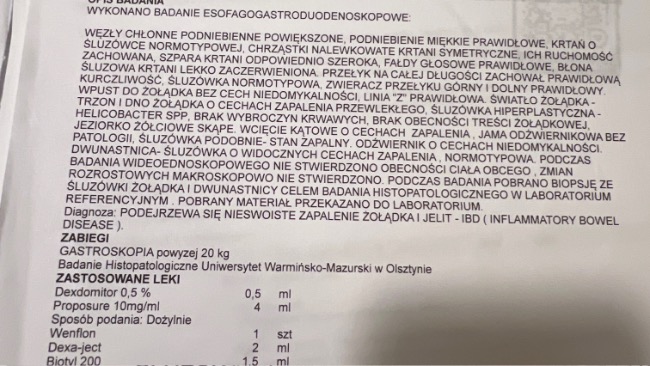 OPIS BADANIA
WYKONANO BADANIE ESOFAGOGASTRODUODENOSKOPOWE:
WĘZŁY CHŁONNE PODNIEBIENNE POWIĘKSZONE, PODNIEBIENIE MIĘKKIE PRAWIDŁOWE, KRTAŃ O
ŚLUZÓWCE NORMOTYPOWEJ, CHRZĄSTKI NALEWKOWATE KRTANI SYMETRYCZNE, ICH RUCHOMOŚĆ
ZACHOWANA, SZPARA KRTANI ODPOWIEDNIO SZEROKA, FAŁDY GŁOSOWE PRAWIDŁOWE, BŁONA
ŚLUZOWA KRTANI LEKKO ZACZERWIENIONA. PRZEŁYK NA CAŁEJ DŁUGOŚCI ZACHOWAŁ PRAWIDŁOWĄ
KURCZLIWOŚĆ, ŚLUZÓWKA NORMOTYPOWA, ZWIERACZ PRZEŁYKU GÓRNY I DOLNY PRAWIDŁOWY.
WPUST DO ŻOŁĄDKA BEZ CECH NIEDOMYKALNOŚCI, LINIA "Z" PRAWIDŁOWA. ŚWIATŁO ŻOŁĄDKA -
TRZON I DNO ŻOŁĄDKA O CECHACH ZAPALENIA PRZEWLEKŁEGO, ŚLUZÓWKA HIPERPLASTYCZNA -
HELICOBACTER SPP, BRAK WYBROCZYN KRWAWYCH, BRAK OBECNOŚCI TREŚCI ŻOŁĄDKOWEJ,
JEZIORKO ŻÓŁCIOWE SKĄPE. WCIĘCIE KĄTOWE O CECHACH ZAPALENIA , JAMA ODŹWIERNIKOWA BEZ
PATOLOGII, ŚLUZÓWKA PODOBNIE- STAN ZAPALNY. ODŹWIERNIK O CECHACH NIEDOMYKALNOŚCI.
DWUNASTNICA- ŚLUZÓWKA O WIDOCZNYCH CECHACH ZAPALENIA , NORMOTYPOWA. PODCZAS
BADANIA WIDEOENDOSKOPOWEGO NIE STWIERDZONO OBECNOŚCI CIAŁA OBCEGO , ZMIAN
ROZROSTOWYCH MAKROSKOPOWO NIE STWIERDZONO. PODCZAS BADANIA POBRANO BIOPSJĘ ZE
ŚLUZÓWKI ŻOŁĄDKA I DWUNASTNICY CELEM BADANIA HISTOPATOLOGICZNEGO W LABORATORIUM
REFERENCYJNYM . POBRANY MATERIAŁ PRZEKAZANO DO LABORATORIUM.
Diagnoza: PODEJRZEWA SIĘ NIESWOISTE ZAPALENIE ŻOŁĄDKA I JELIT - IBD ( INFLAMMATORY BOWEL
DISEASE ).
ZABIEGI
GASTROSKOPIA powyzej 20 kg
Badanie Histopatologiczne Uniwersytet Warmińsko-Mazurski w Olsztynie
ZASTOSOWANE LEKI
Dexdomitor 0,5 % 0,5 ml
Proposure 10mg/ml 4 ml
Sposób podania: Dożylnie
Wenflon 1 szt
Dexa-ject 2 ml
Biotyl 200 1,5 ml